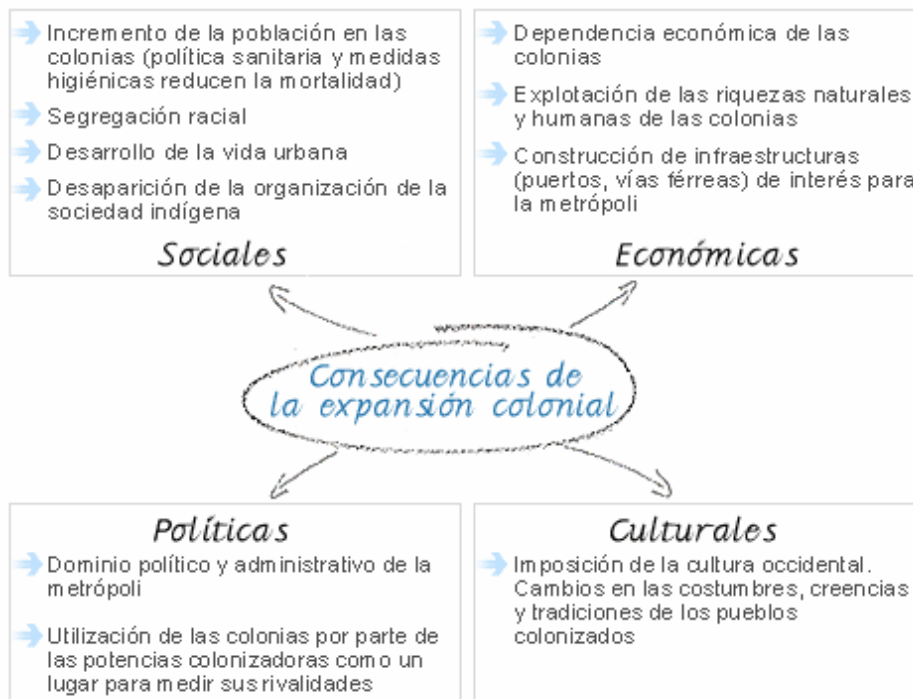 Incremento de la población en las
colonias (política sanitaria y medidas
higiénicas reducen la mortalidad)
Segregación racial
Desarrollo de la vida urbana
Desaparición de la organización de la
sociedad indígena
Sociales
Dependencia económica de las
colonias
Explotación de las riquezas naturales
y humanas de las colonias
Construcción de infraestructuras
(puertos, vías férreas) de interés para
la metrópoli
Económicas
Consecuencias de
la expansión colonial
Políticas
Dominio político y administrativo de la
metrópoli
Utilización de las colonias por parte de
las potencias colonizadoras como un
lugar para medir sus rivalidades
Culturales
Imposición de la cultura occidental.
Cambios en las costumbres, creencias
y tradiciones de los pueblos
colonizados